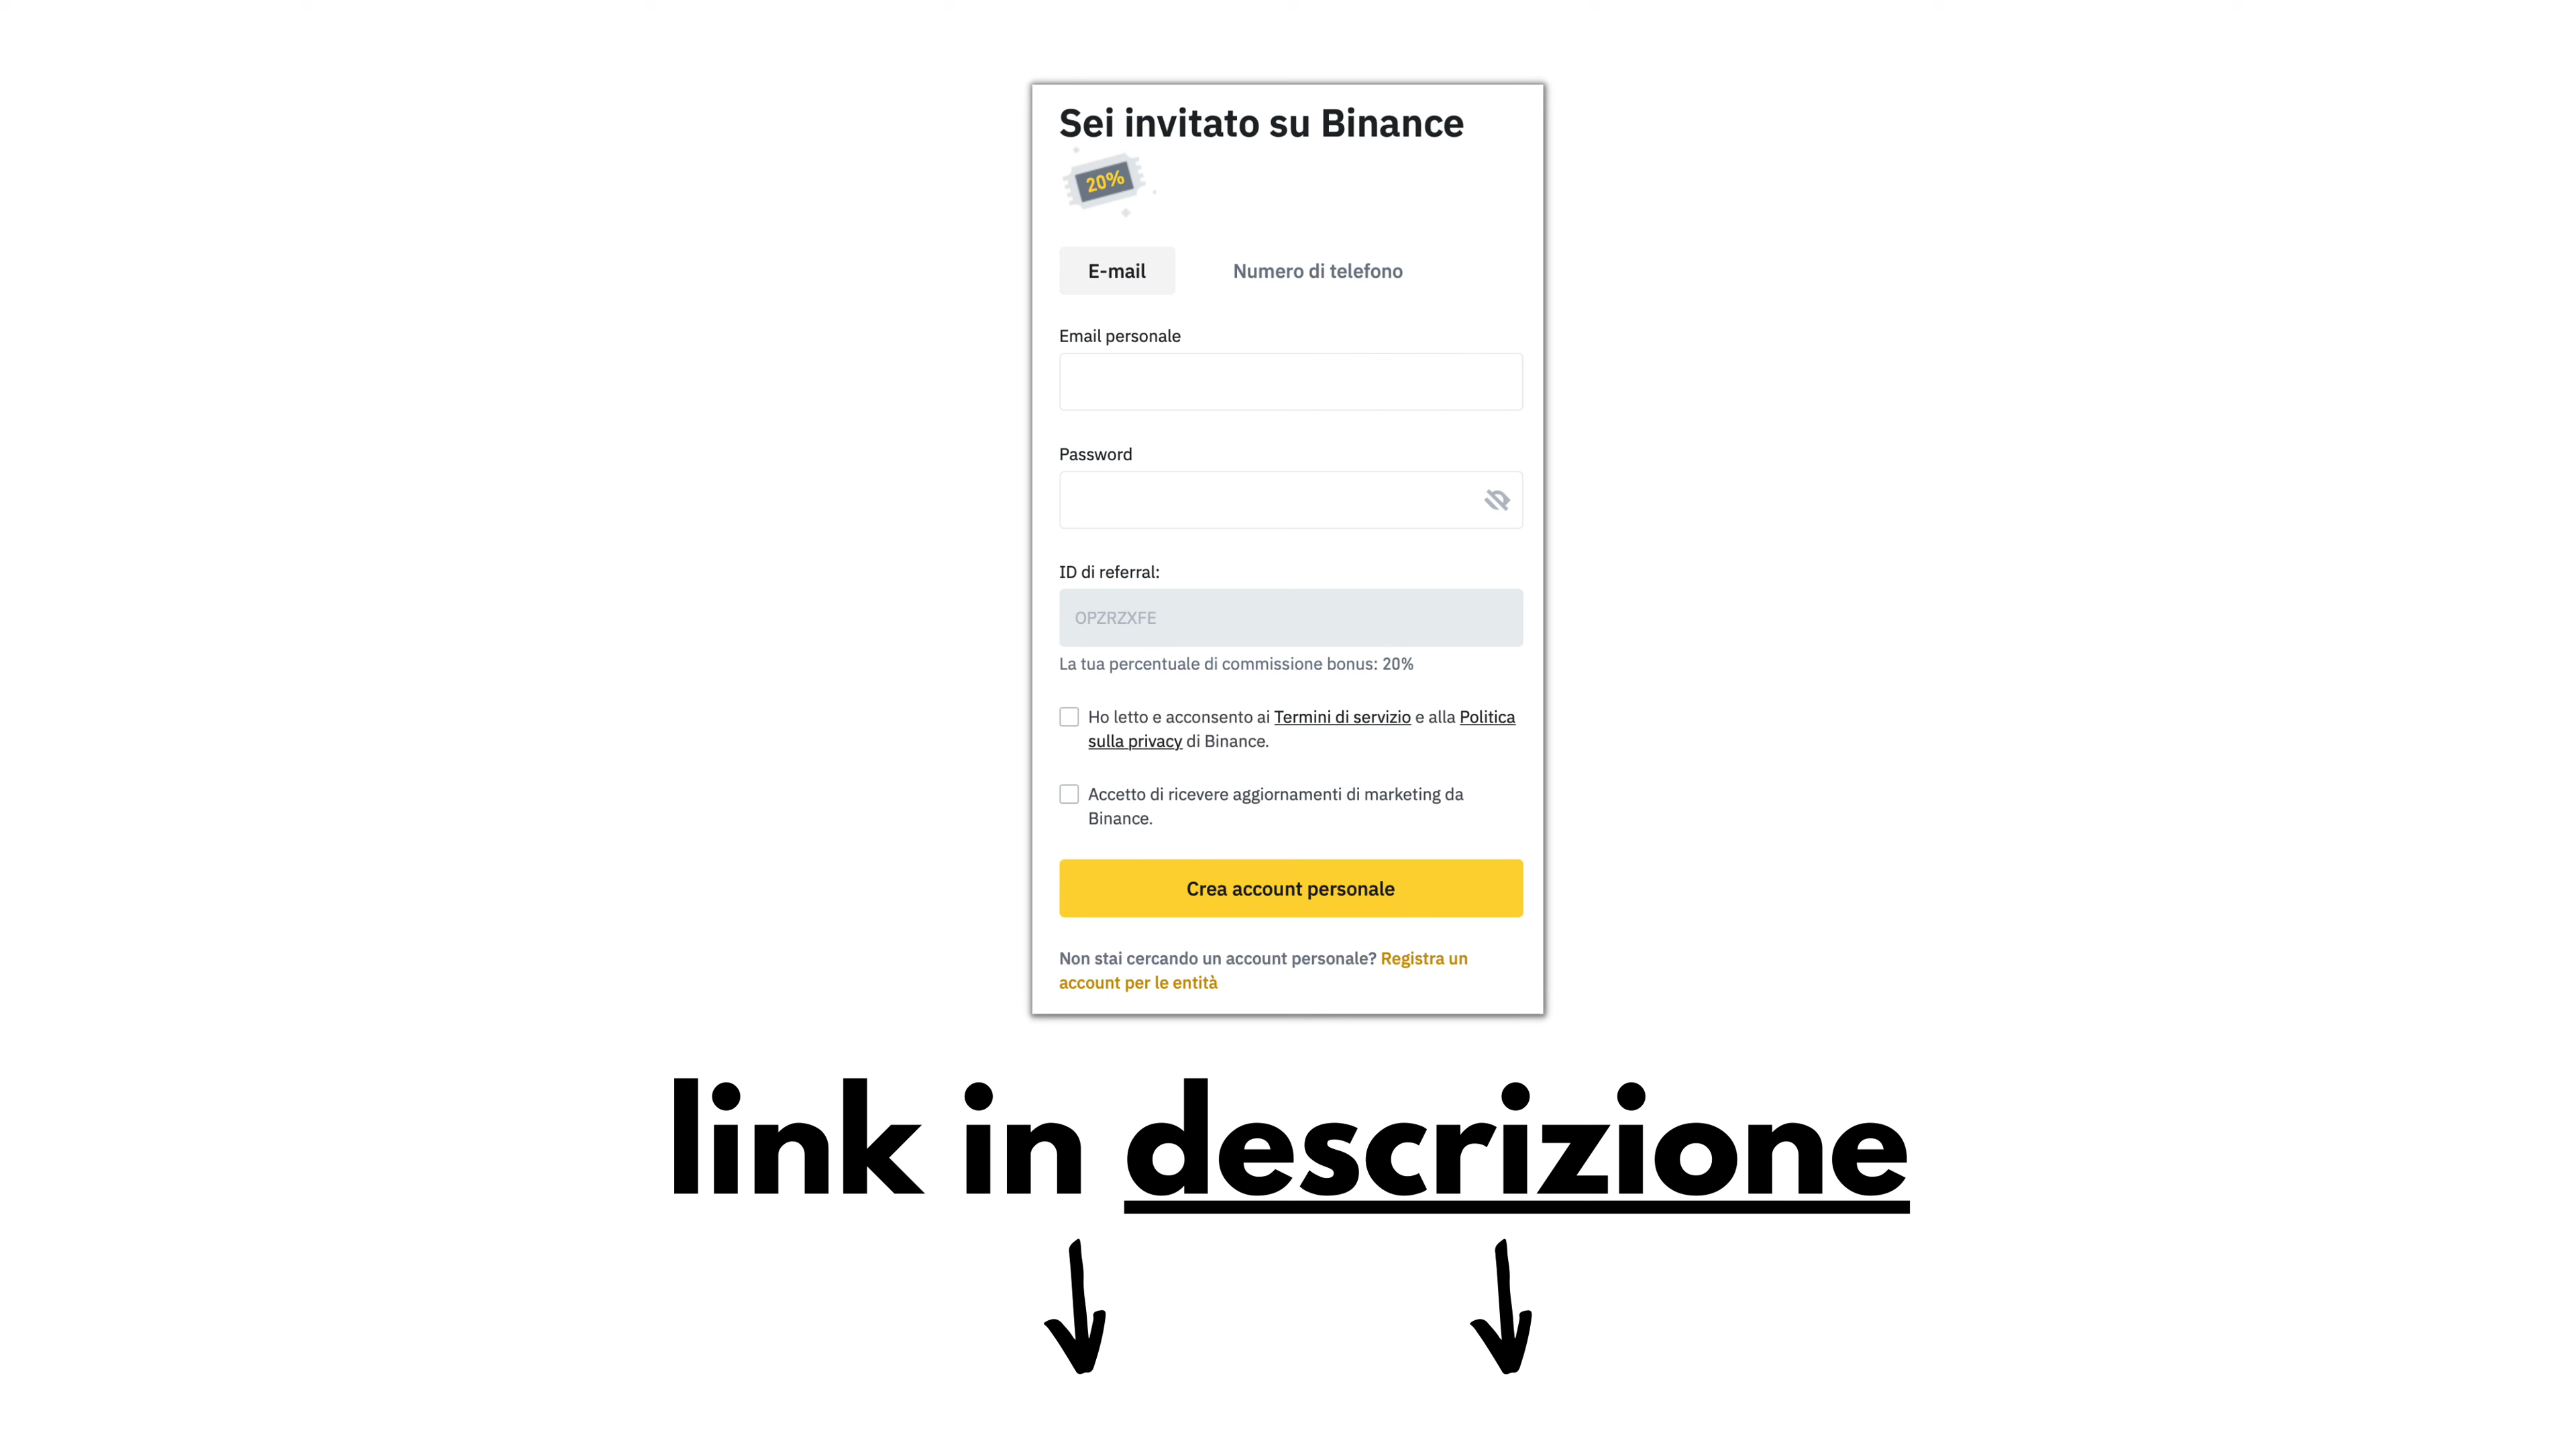 Sei invitato su Binance
20%
E-mail
Numero di telefono
Email personale
Password
ID di referral:
OPZRZXFE
La tua percentuale di commissione bonus: 20%
Ho letto e acconsento ai Termini di servizio e alla Politica
sulla privacy di Binance.
Accetto di ricevere aggiornamenti di marketing da
Binance.
Crea account personale
Non stai cercando un account personale? Registra un
account per le entità
link in descrizione